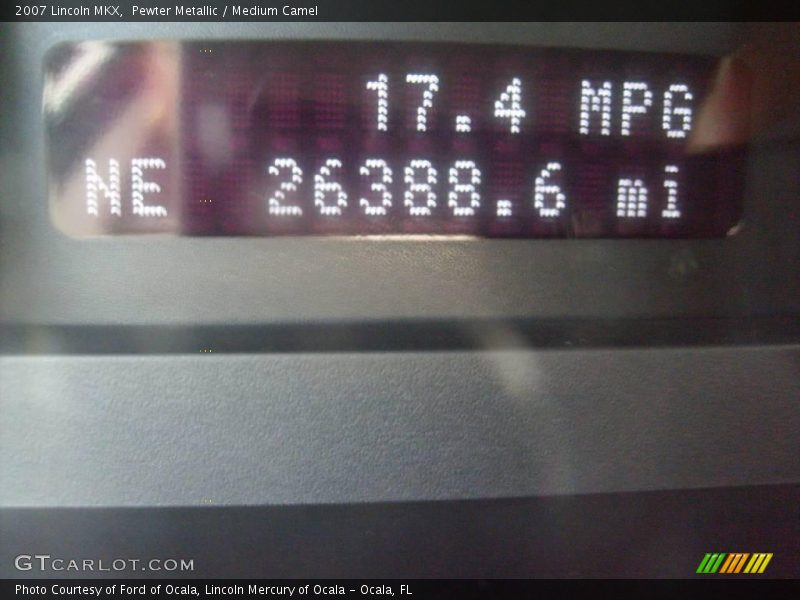 2007 Lincoln MKX, Pewter Metallic / Medium Camel
17.4 MPG
NE 26388.6 mi
GTCARLOT.COM
Photo Courtesy of Ford of Ocala, Lincoln Mercury of Ocala - Ocala, FL